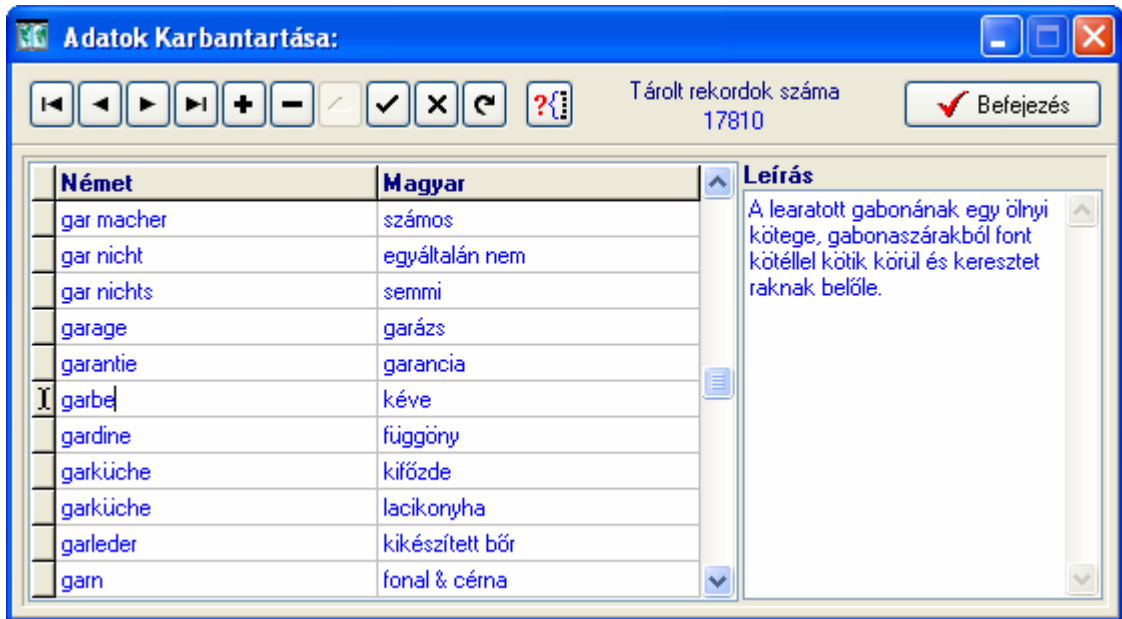 Adatok Karbantartása:
?{
Tárolt rekordok száma
17810
Befejezés
Német Magyar
gar macher számos
gar nicht egyáltalán nem
gar nichts semmi
garage garázs
garantie garancia
garbe kéve
gardine függöny
garküche kifőzde
garküche lacikonyha
garleder kikészített bőr
garn fonal & cérna
Leírás
A learatott gabonának egy ölnyi
kötege, gabonaszárakból font
kötéllel kötik körül és keresztet
raknak belőle.